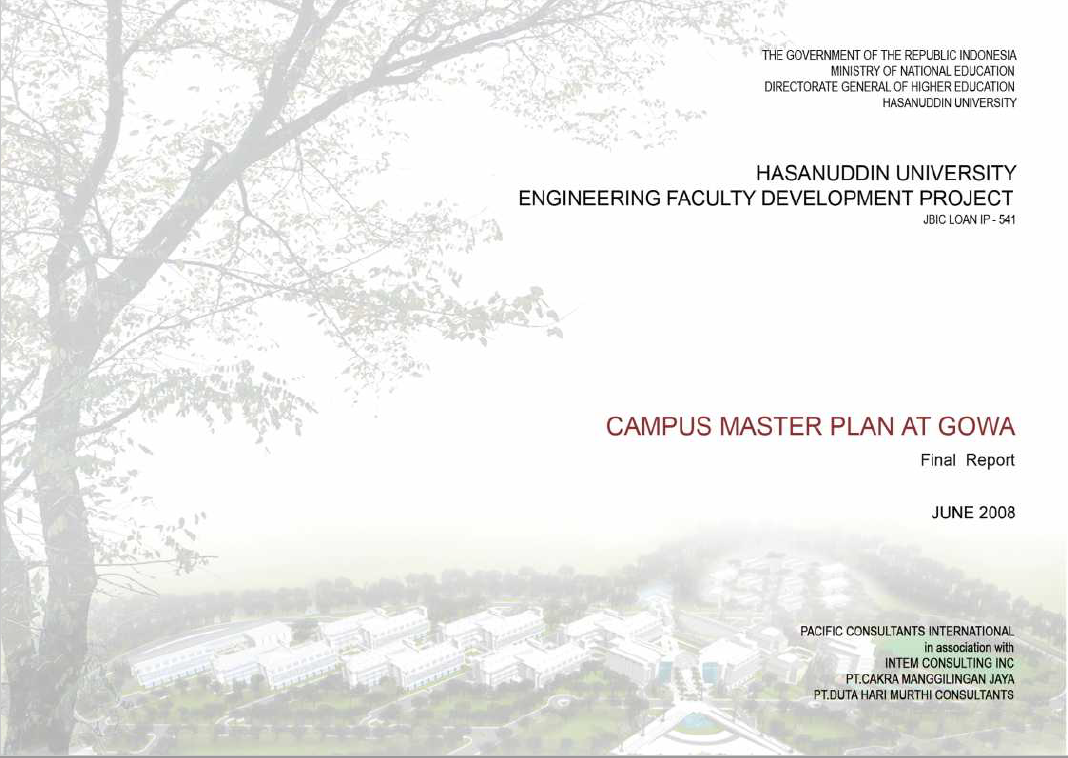 THE GOVERNMENT OF THE REPUBLIC INDONESIA
MINISTRY OF NATIONAL EDUCATION
DIRECTORATE GENERAL OF HIGHER EDUCATION
HASANUDDIN UNIVERSITY
HASANUDDIN UNIVERSITY
ENGINEERING FACULTY DEVELOPMENT PROJECT
JBIC LOAN IP - 541
CAMPUS MASTER PLAN AT GOWA
Final Report
JUNE 2008
PACIFIC CONSULTANTS INTERNATIONAL
in association with
INTEM CONSULTING INC
PT.CAKRA MANGGILINGAN JAYA
PT.DUTA HARI MURTHI CONSULTANTS